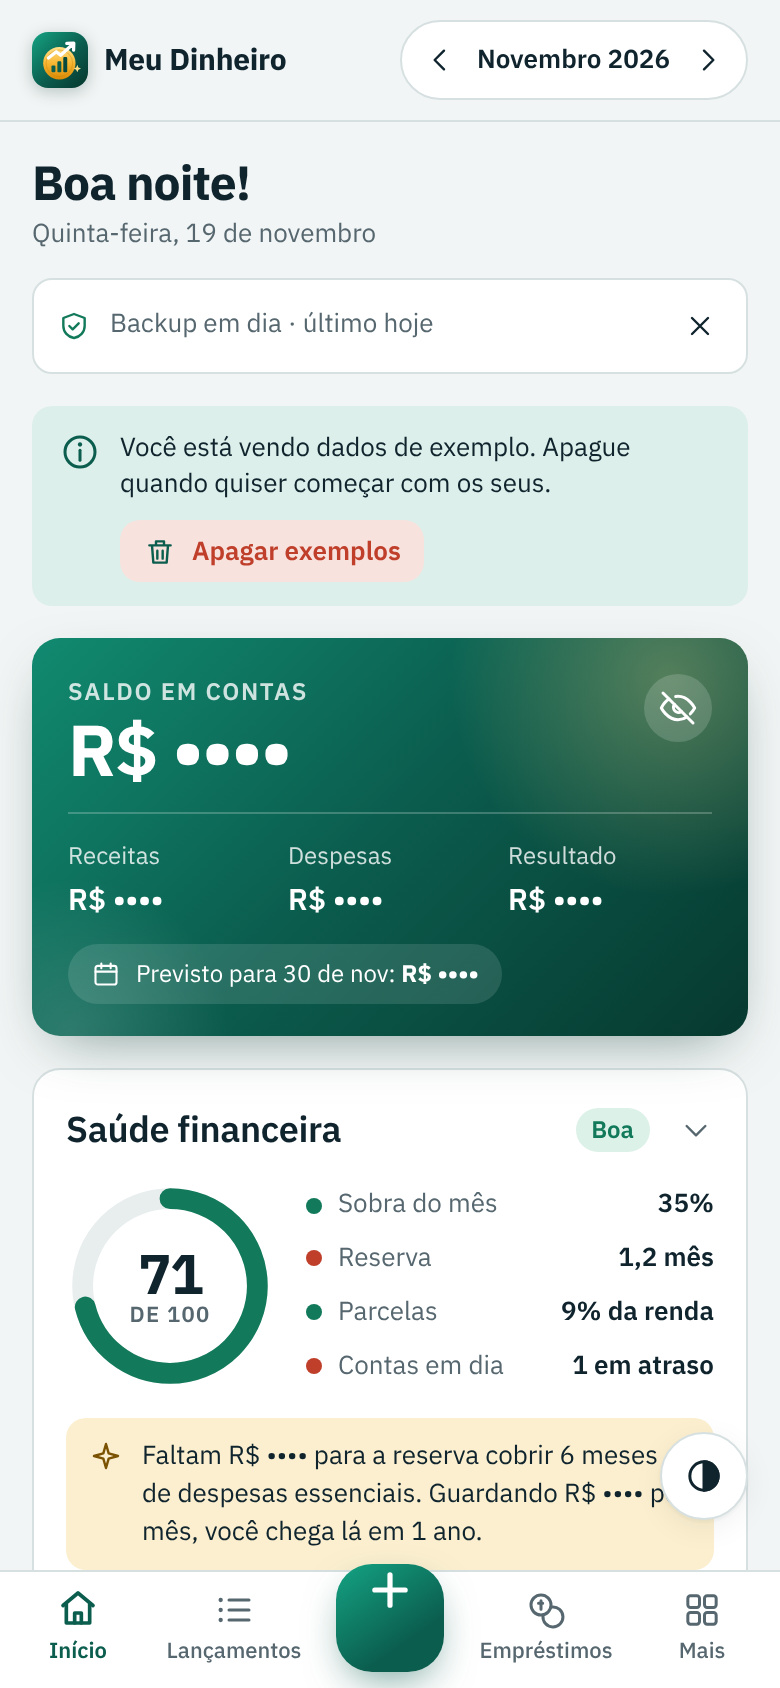 Meu Dinheiro
Novembro 2026
Boa noite!
Quinta-feira, 19 de novembro
Backup em dia · último hoje
Você está vendo dados de exemplo. Apague
quando quiser começar com os seus.
Apagar exemplos
SALDO EM CONTAS
R$ ••••
Receitas
Despesas
Resultado
R$ ••••
R$ ••••
R$ ••••
Previsto para 30 de nov: R$ ••••
Saúde financeira
Boa
71
DE 100
Sobra do mês 35%
Reserva 1,2 mês
Parcelas 9% da renda
Contas em dia 1 em atraso
Faltam R$ •••• para a reserva cobrir 6 meses
de despesas essenciais. Guardando R$ ••••
mês, você chega lá em 1 ano.
Início
Lançamentos
Empréstimos
Mais